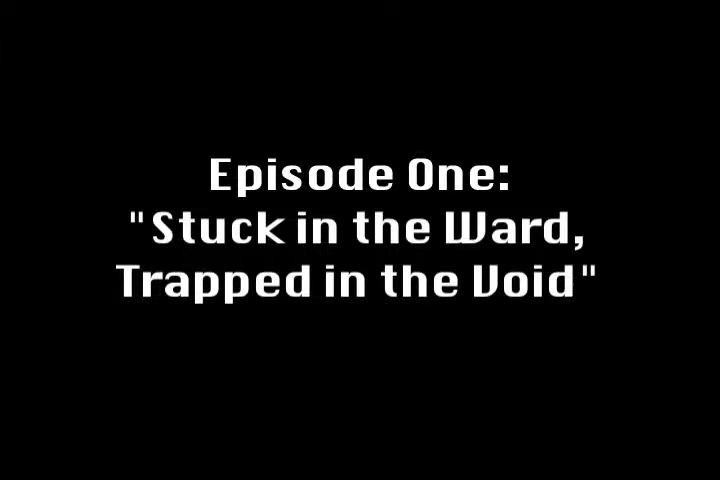 Episode One:
"Stuck in the Ward,
Trapped in the Void"